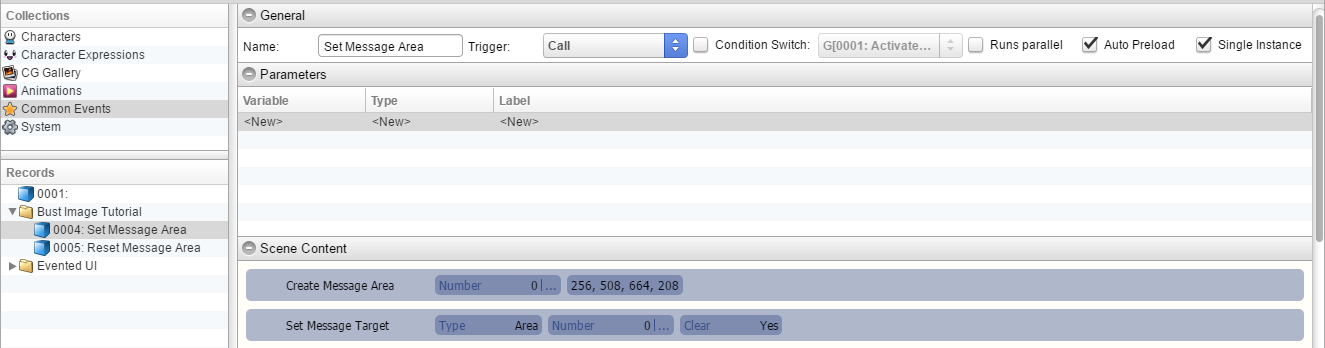 Collections
Characters
Character Expressions
CG Gallery
Animations
Common Events
System
Records
0001:
Bust Image Tutorial
0004: Set Message Area
0005: Reset Message Area
Evented UI
General
Name: Set Message Area Trigger: Call Condition Switch: G[0001: Activate... Runs parallel Auto Preload Single Instance
Parameters
Variable Type Label
<New> <New> <New>
Scene Content
Create Message Area Number 0|... 256, 508, 664, 208
Set Message Target Type Area Number 0|... Clear Yes